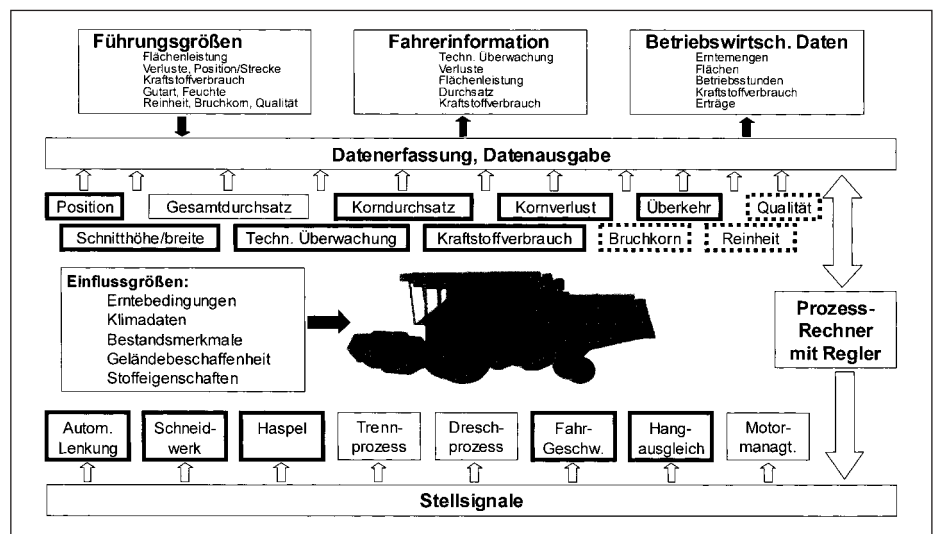 Führungsgrößen
Flächenleistung
Verluste, Position/Strecke
Kraftstoffverbrauch
Gutart, Feuchte
Reinheit, Bruchkorn, Qualität
Fahrerinformation
Techn. Überwachung
Verluste
Flächenleistung
Durchsatz
Kraftstoffverbrauch
Betriebswirtsch. Daten
Erntemengen
Flächen
Betriebsstunden
Kraftstoffverbrauch
Erträge
Datenerfassung, Datenausgabe
Position
Gesamtdurchsatz
Korndurchsatz
Kornverlust
Überkehr
Qualität
Schnitthöhe/breite
Techn. Überwachung
Kraftstoffverbrauch
Bruchkorn
Reinheit
Einflussgrößen:
Erntebedingungen
Klimadaten
Bestandsmerkmale
Geländebeschaffenheit
Stoffeigenschaften
Prozess-
Rechner
mit Regler
Autom.
Lenkung
Schneid-
werk
Haspel
Trenn-
prozess
Dresch-
prozess
Fahr-
Geschw.
Hang-
ausgleich
Motor-
managt.
Stellsignale